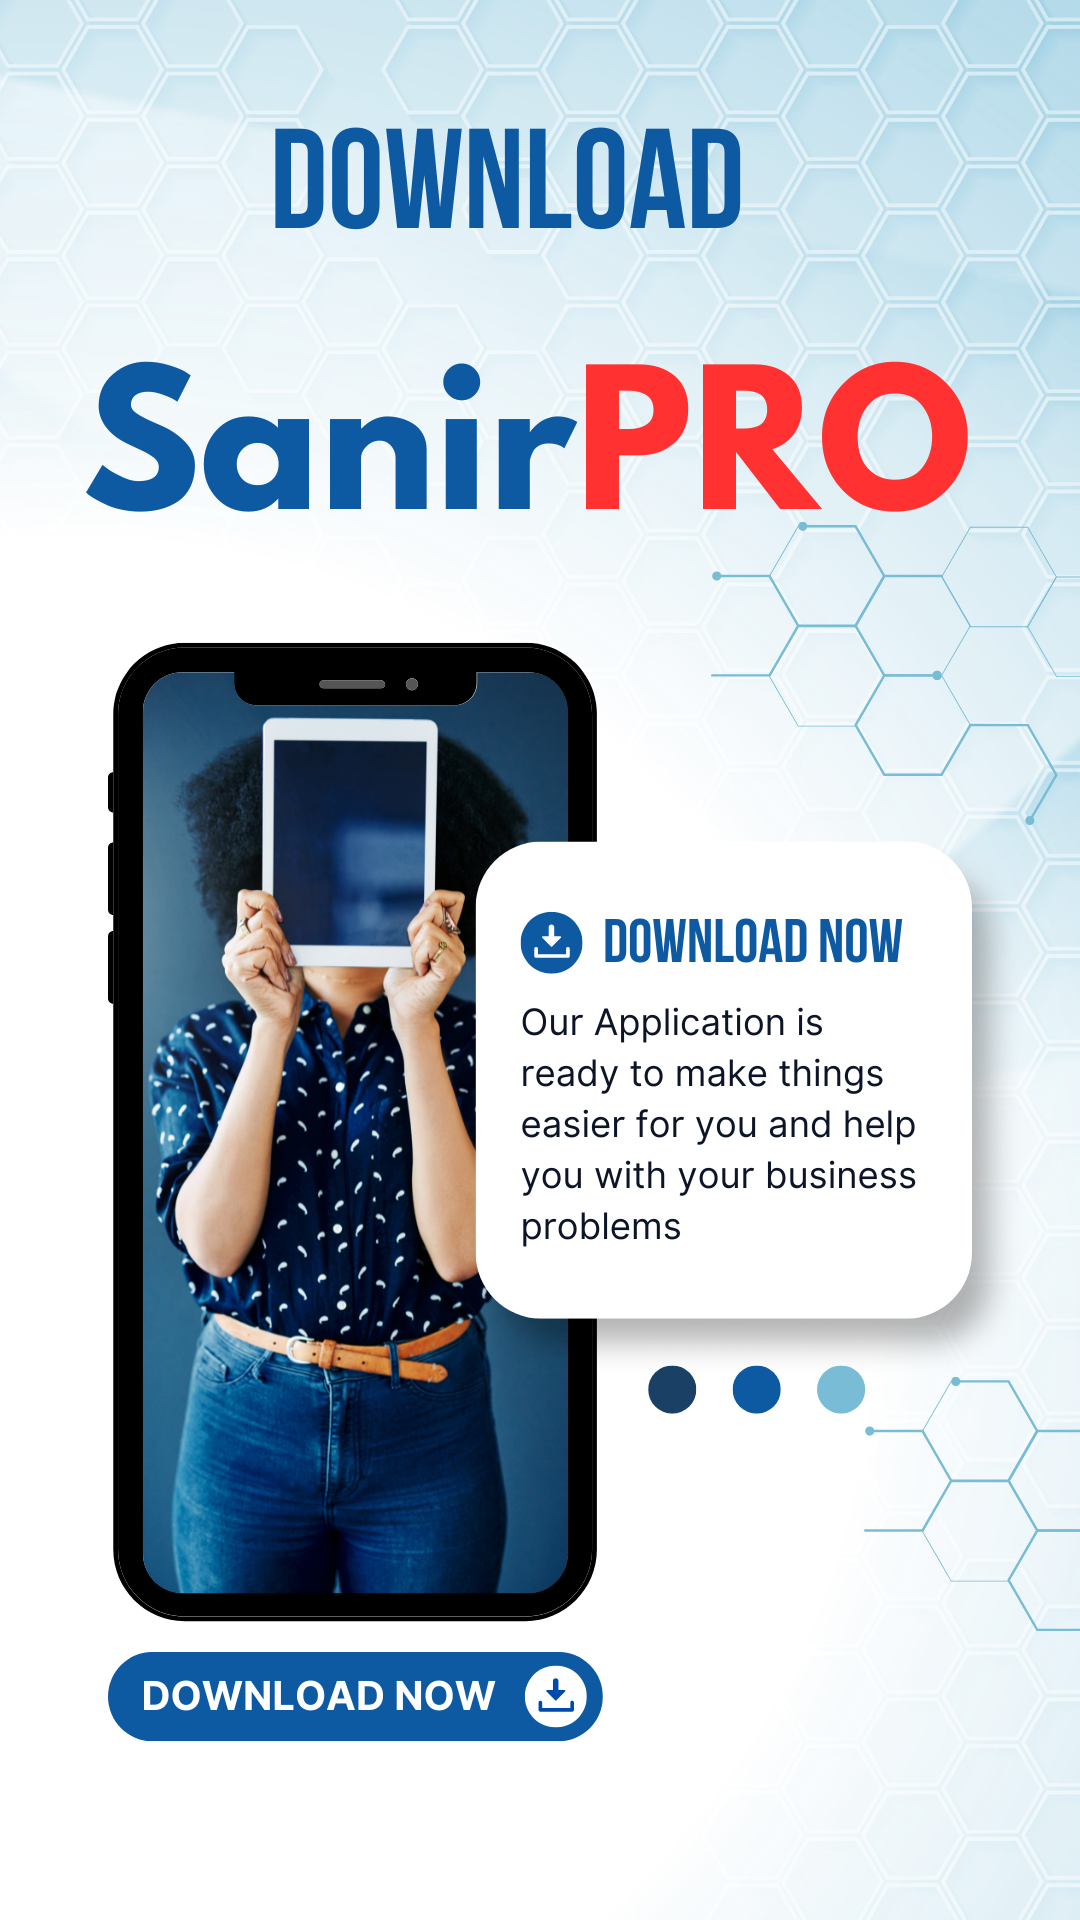 DOWNLOAD
SanirPRO
DOWNLOAD NOW
Our Application is
ready to make things
easier for you and help
you with your business
problems
DOWNLOAD NOW